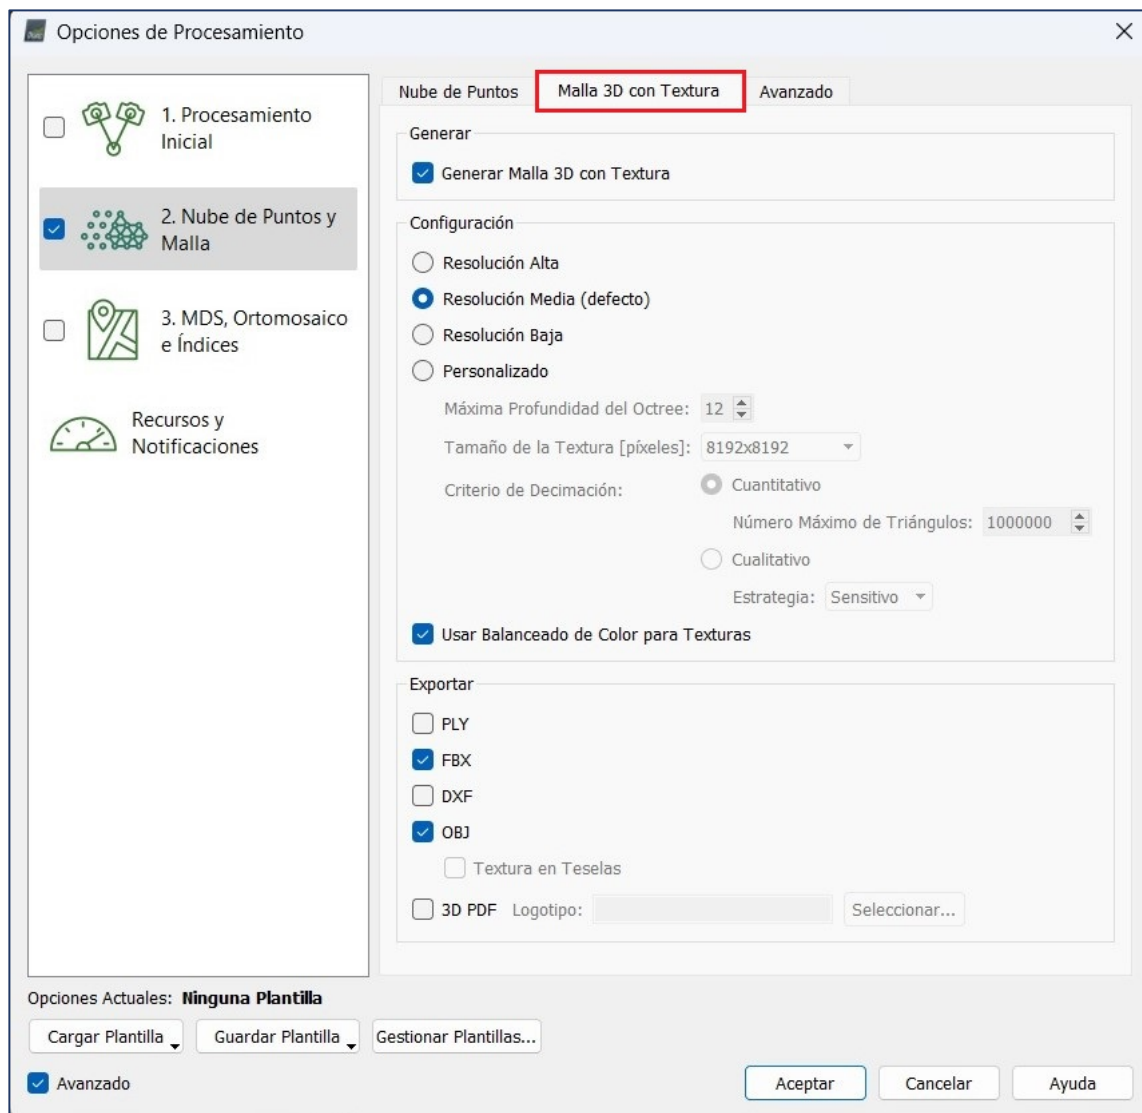 Opciones de Procesamiento
1. Procesamiento
Inicial
2. Nube de Puntos y
Malla
3. MDS, Ortomosaico
e Índices
Recursos y
Notificaciones
Nube de Puntos Malla 3D con Textura Avanzado
Generar
Generar Malla 3D con Textura
Configuración
Resolución Alta
Resolución Media (defecto)
Resolución Baja
Personalizado
Máxima Profundidad del Octree: 12
Tamaño de la Textura [píxeles]: 8192x8192
Criterio de Decimación: Cuantitativo
Número Máximo de Triángulos: 1000000
Cualitativo
Estrategia: Sensitivo
Usar Balanceado de Color para Texturas
Exportar
PLY
FBX
DXF
OBJ
Textura en Teselas
3D PDF Logotipo: Seleccionar...
Opciones Actuales: Ninguna Plantilla
Cargar Plantilla Guardar Plantilla Gestionar Plantillas...
Avanzado Aceptar Cancelar Ayuda